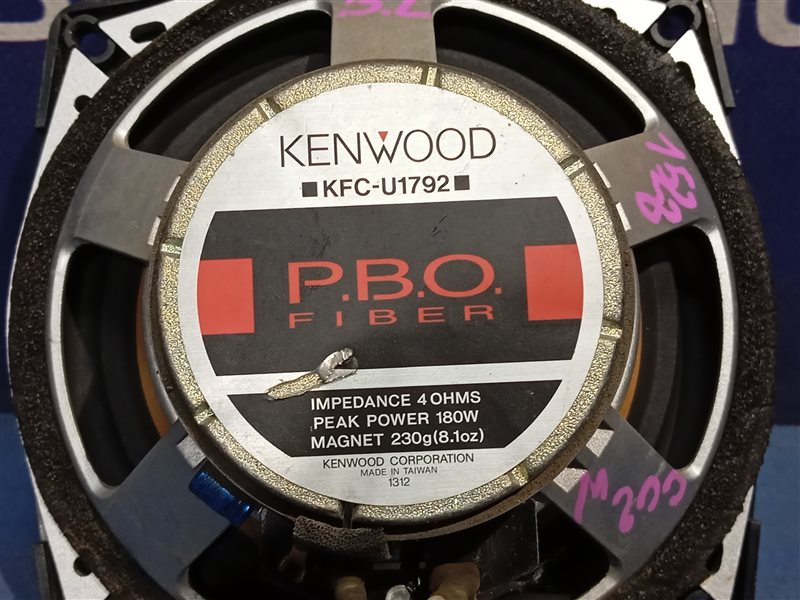 KENWOOD
■KFC-U1792■
P.B.O.
FIBER
IMPEDANCE 4 OHMS
PEAK POWER 180W
MAGNET 230g(8.1oz)
KENWOOD CORPORATION
MADE IN TAIWAN
1312